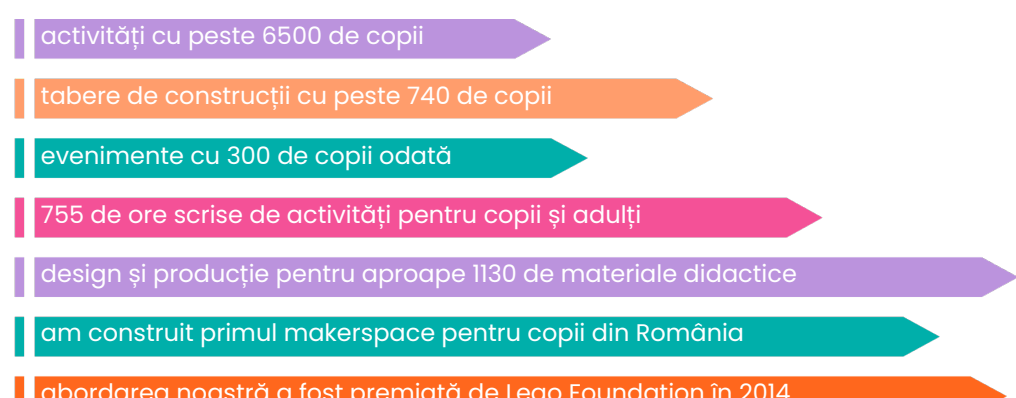 activități cu peste 6500 de copii
tabere de construcții cu peste 740 de copii
evenimente cu 300 de copii odată
755 de ore scrise de activități pentru copii și adulți
design și producție pentru aproape 1130 de materiale didactice
am construit primul makerspace pentru copii din România
abordarea noastră a fost premiată de Lego Foundation în 2014